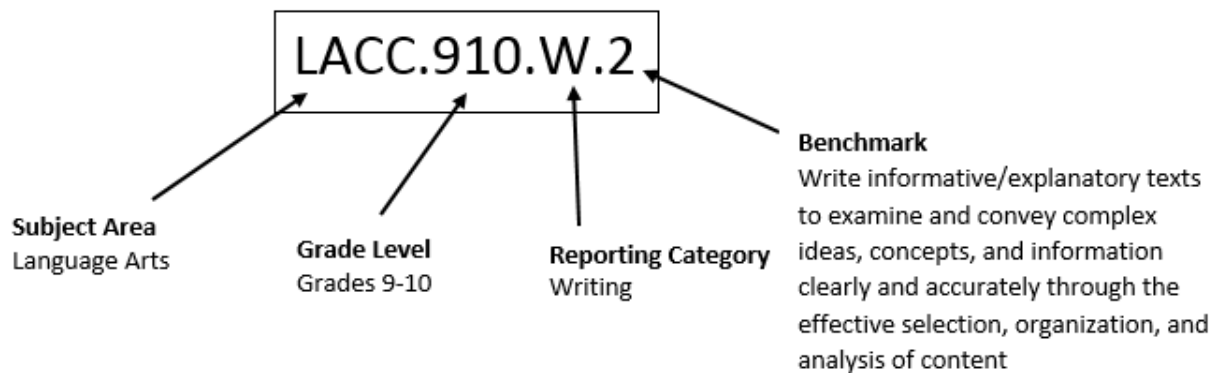 LACC.910.W.2
Subject Area
Language Arts
Grade Level
Grades 9-10
Reporting Category
Writing
Benchmark
Write informative/explanatory texts
to examine and convey complex
ideas, concepts, and information
clearly and accurately through the
effective selection, organization, and
analysis of content